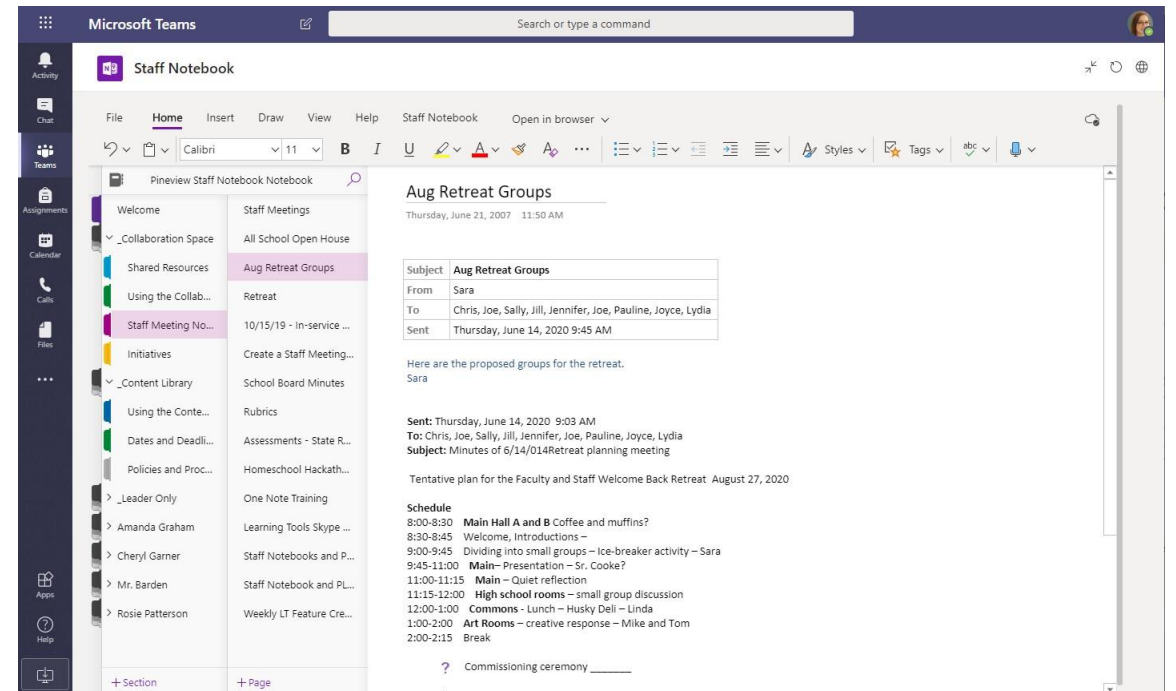 Microsoft Teams
Search or type a command
Activity
Chat
Teams
Assignments
Calendar
Calls
Files
Apps
Help
Staff Notebook
File Home Insert Draw View Help Staff Notebook Open in browser
Calibri 11 B I U A A Styles Tags abc
Pineview Staff Notebook Notebook
Welcome
_Collaboration Space
Shared Resources
Using the Collab...
Staff Meeting No...
Initiatives
_Content Library
Using the Conte...
Dates and Deadli...
Policies and Proc...
_Leader Only
Amanda Graham
Cheryl Garner
Mr. Barden
Rosie Patterson
+ Section
Staff Meetings
All School Open House
Aug Retreat Groups
Retreat
10/15/19 - In-service ...
Create a Staff Meeting...
School Board Minutes
Rubrics
Assessments - State R...
Homeschool Hackath...
One Note Training
Learning Tools Skype ...
Staff Notebooks and P...
Staff Notebook and PL...
Weekly LT Feature Cre...
+ Page
Aug Retreat Groups
Thursday, June 21, 2007 11:50 AM
Subject Aug Retreat Groups
From Sara
To Chris, Joe, Sally, Jill, Jennifer, Joe, Pauline, Joyce, Lydia
Sent Thursday, June 14, 2020 9:45 AM
Here are the proposed groups for the retreat.
Sara
Sent: Thursday, June 14, 2020 9:03 AM
To: Chris, Joe, Sally, Jill, Jennifer, Joe, Pauline, Joyce, Lydia
Subject: Minutes of 6/14/014Retreat planning meeting
Tentative plan for the Faculty and Staff Welcome Back Retreat August 27, 2020
Schedule
8:00-8:30 Main Hall A and B Coffee and muffins?
8:30-8:45 Welcome, Introductions –
9:00-9:45 Dividing into small groups – Ice-breaker activity – Sara
9:45-11:00 Main– Presentation – Sr. Cooke?
11:00-11:15 Main – Quiet reflection
11:15-12:00 High school rooms – small group discussion
12:00-1:00 Commons - Lunch – Husky Deli – Linda
1:00-2:00 Art Rooms – creative response – Mike and Tom
2:00-2:15 Break
? Commissioning ceremony _______